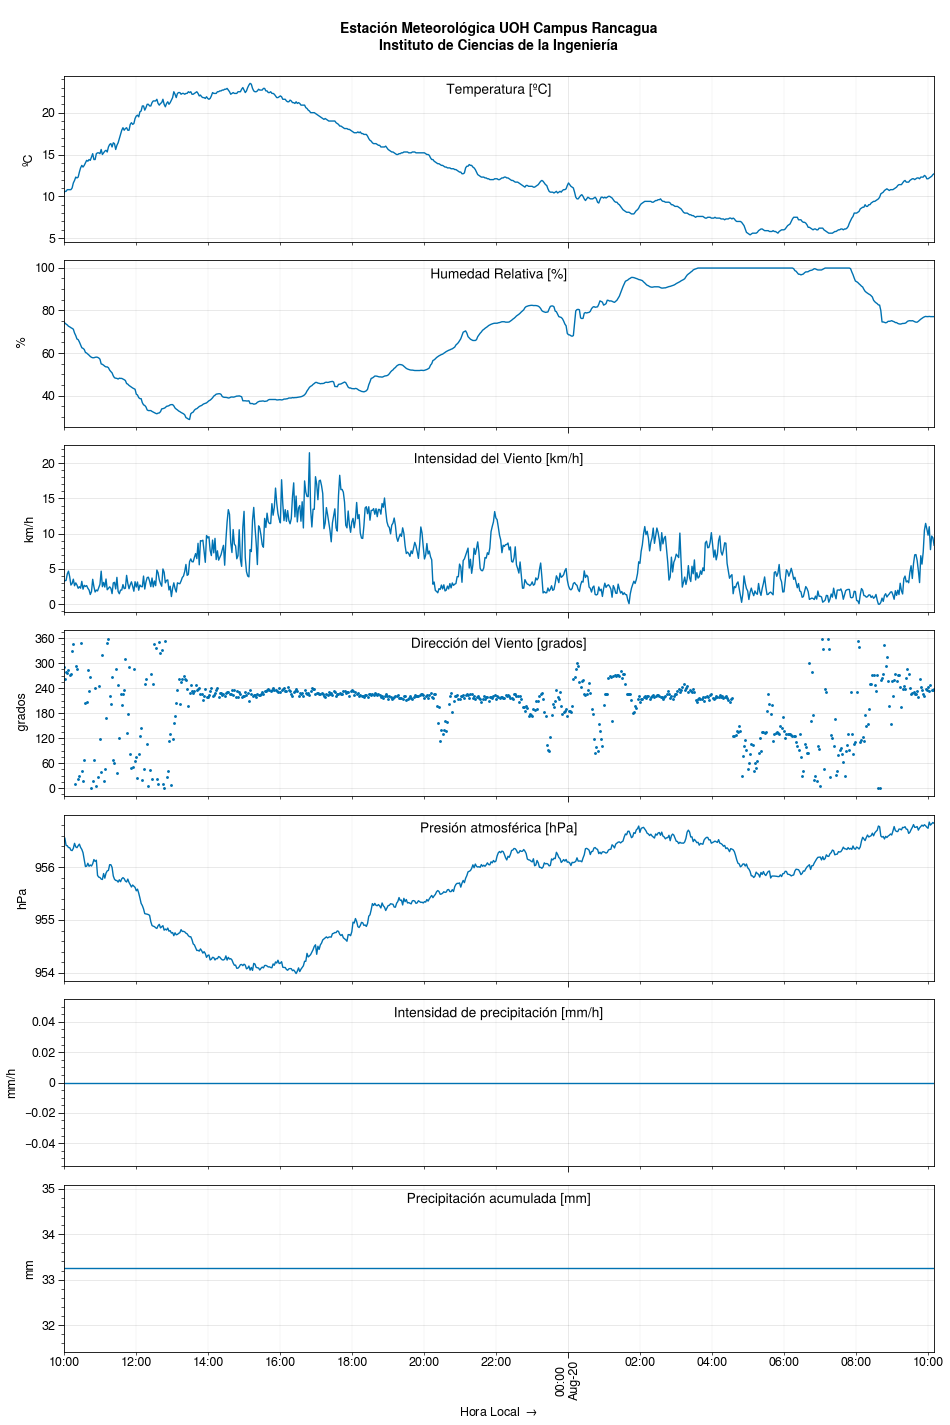 Estación Meteorológica UOH Campus Rancagua
Instituto de Ciencias de la Ingeniería
Temperatura [ºC]
ºC
20
15
10
5
Humedad Relativa [%]
%
100
80
60
40
Intensidad del Viento [km/h]
km/h
20
15
10
5
0
Dirección del Viento [grados]
grados
360
300
240
180
120
60
0
Presión atmosférica [hPa]
hPa
956
955
954
Intensidad de precipitación [mm/h]
mm/h
0.04
0.02
0
−0.02
−0.04
Precipitación acumulada [mm]
mm
35
34
33
32
10:00 12:00 14:00 16:00 18:00 20:00 22:00 00:00 02:00 04:00 06:00 08:00 10:00
Aug-20
Hora Local →